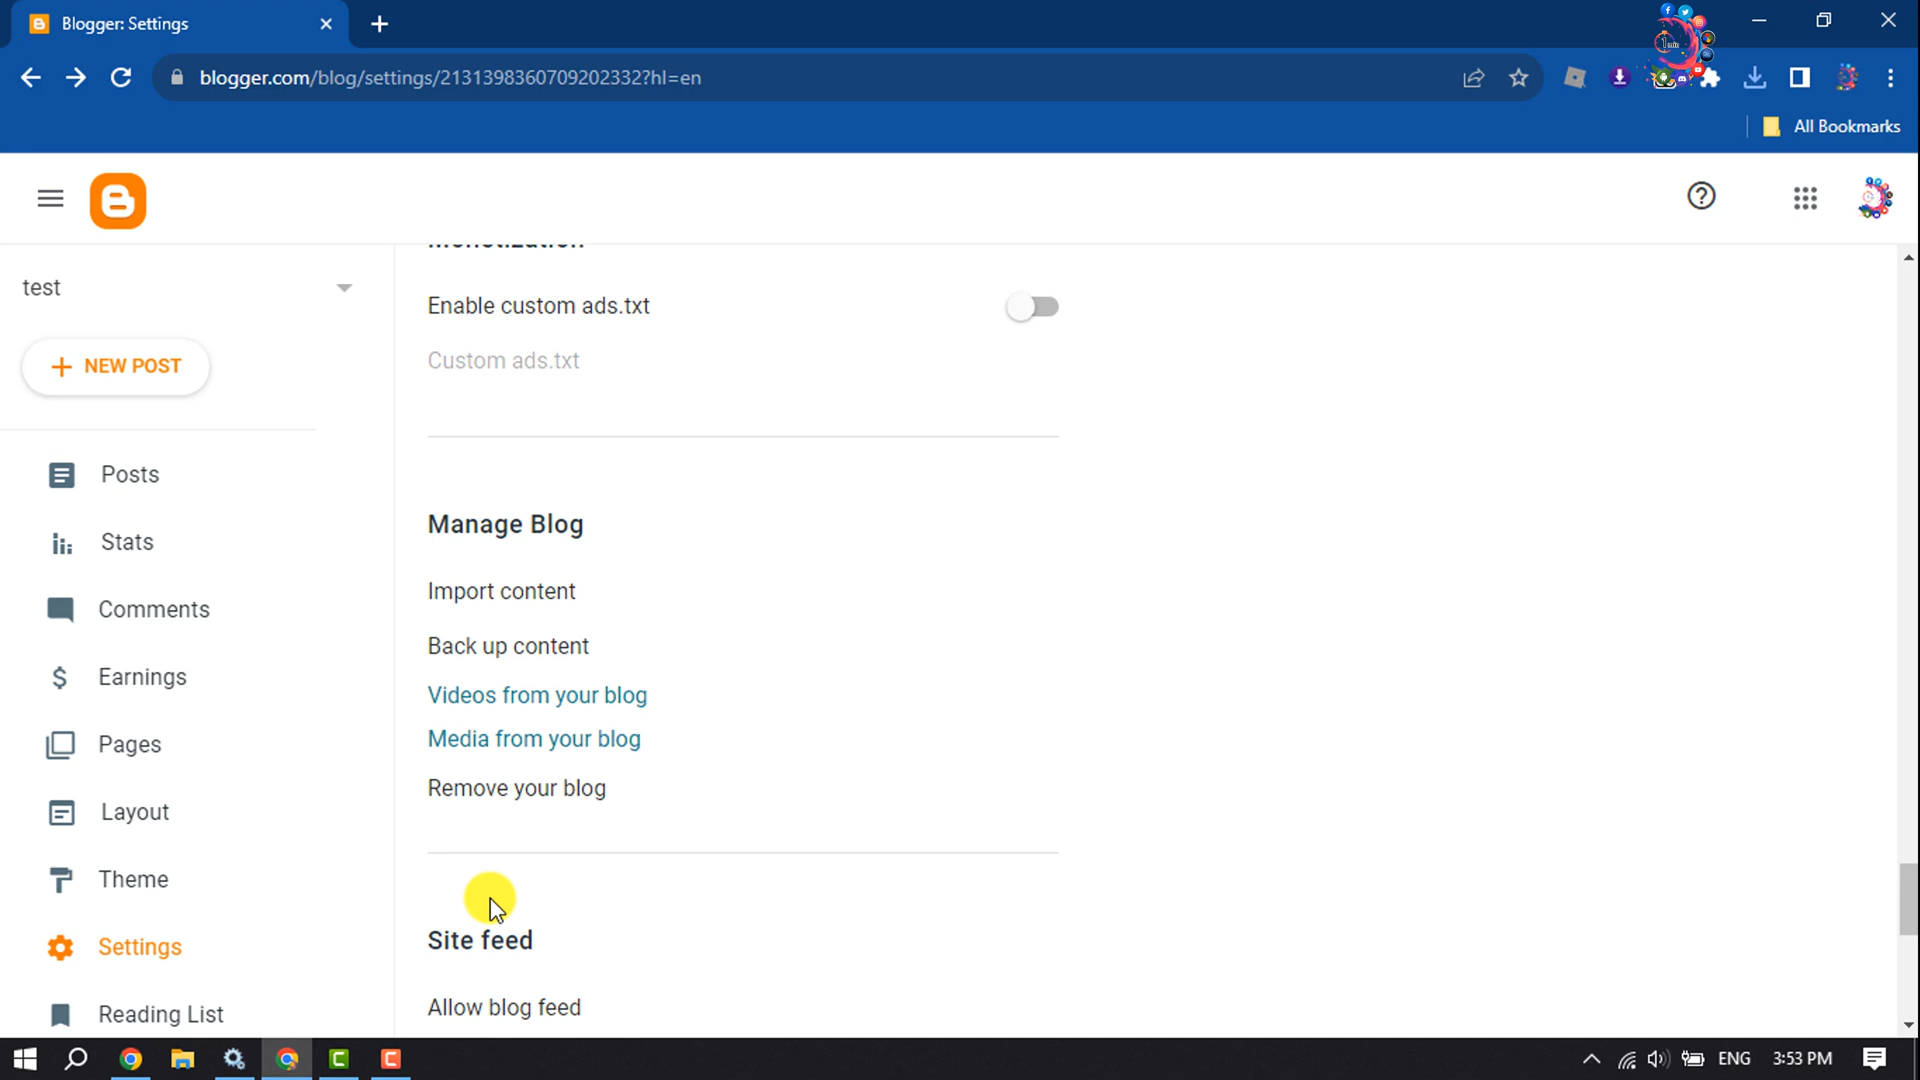 Blogger: Settings
blogger.com/blog/settings/2131398360709202332?hl=en
All Bookmarks
test
NEW POST
Posts
Stats
Comments
Earnings
Pages
Layout
Theme
Settings
Reading List
Monetization
Enable custom ads.txt
Custom ads.txt
Manage Blog
Import content
Back up content
Videos from your blog
Media from your blog
Remove your blog
Site feed
Allow blog feed
ENG
3:53 PM